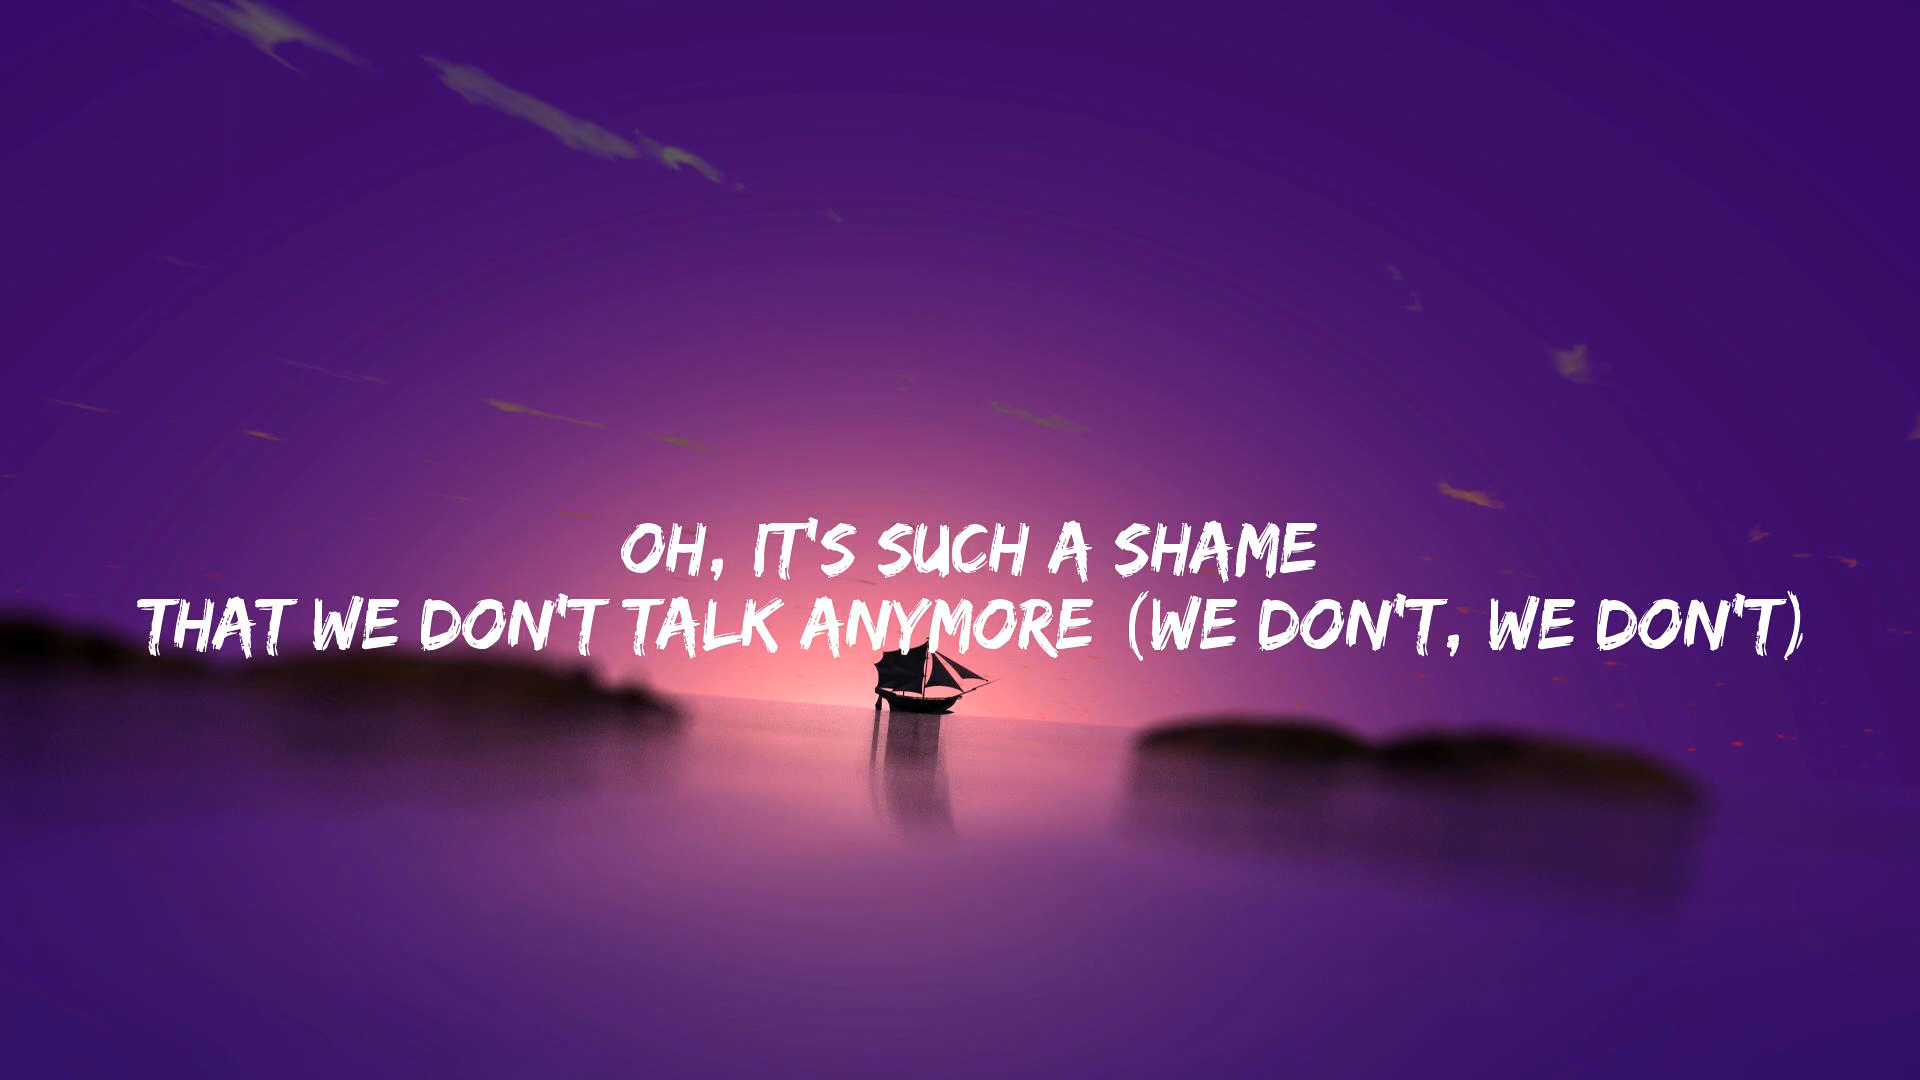 OH, IT'S SUCH A SHAME
THAT WE DON'T TALK ANYMORE (WE DON'T, WE DON'T)